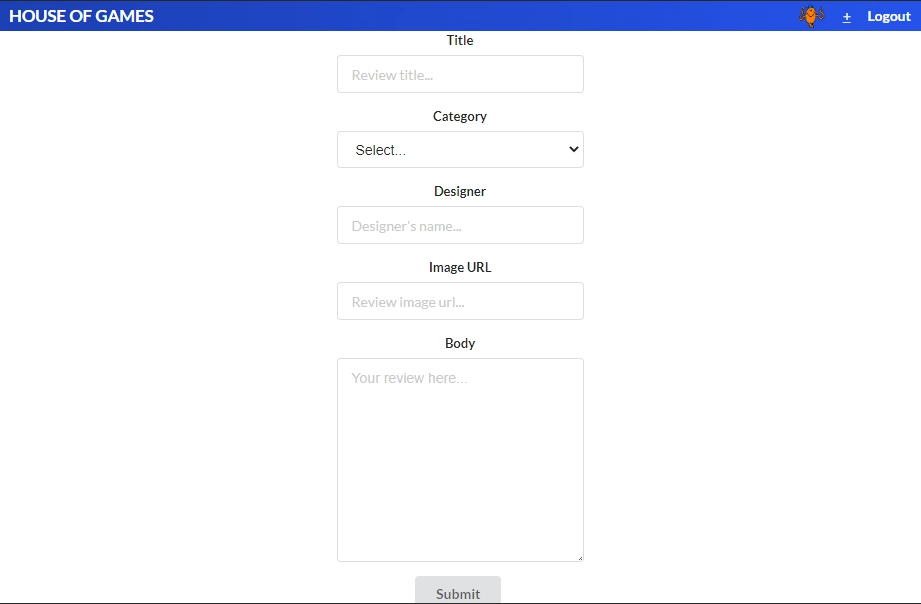 HOUSE OF GAMES
+
Logout
Title
Review title...
Category
Select...
Designer
Designer's name...
Image URL
Review image url...
Body
Your review here...
Submit